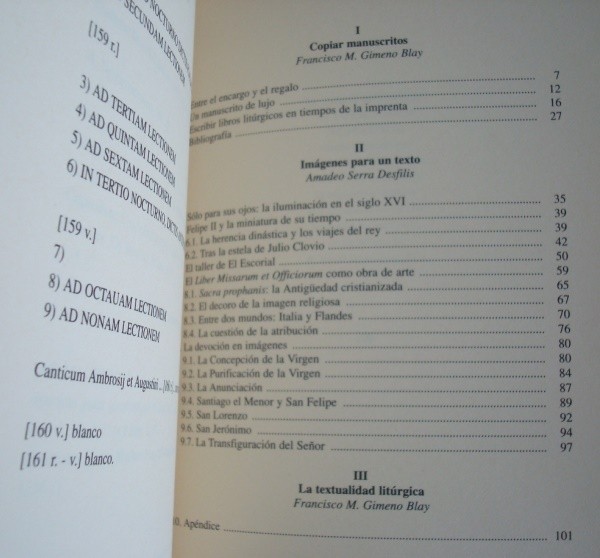 NOCTURNO
SECUNDAM LECTIONEM
[159 r.]
3) AD TERTIAM LECTIONEM
4) AD QUINTAM LECTIONEM
5) AD SEXTAM LECTIONEM
6) IN TERTIO NOCTURNO,
[159 v.]
7)
8) AD OCTAUAM LECTIONEM
9) AD NONAM LECTIONEM
Canticum Ambrosij et Augustini
[160 v.] blanco
[161 r. - v.] blanco.
I
Copiar manuscritos
Francisco M. Gimeno Blay
el encargo y el regalo 7
manuscrito de lujo 12
Escribir libros litúrgicos en tiempos de la imprenta 16
Bibliografía 27
II
Imágenes para un texto
Amadeo Serra Desfilis
Sólo para sus ojos: la iluminación en el siglo XVI 35
Felipe II y la miniatura de su tiempo 39
6.1. La herencia dinástica y los viajes del rey 39
6.2. Tras la estela de Julio Clovio 42
El taller de El Escorial 50
El Liber Missarum et Officiorum como obra de arte 59
8.1. Sacra prophanis: la Antigüedad cristianizada 65
8.2. El decoro de la imagen religiosa 67
8.3. Entre dos mundos: Italia y Flandes 70
8.4. La cuestión de la atribución 76
La devoción en imágenes 80
9.1. La Concepción de la Virgen 80
9.2. La Purificación de la Virgen 84
9.3. La Anunciación 87
9.4. Santiago el Menor y San Felipe 89
9.5. San Lorenzo 92
9.6. San Jerónimo 94
9.7. La Transfiguración del Señor 97
III
La textualidad litúrgica
Francisco M. Gimeno Blay
0. Apéndice 101